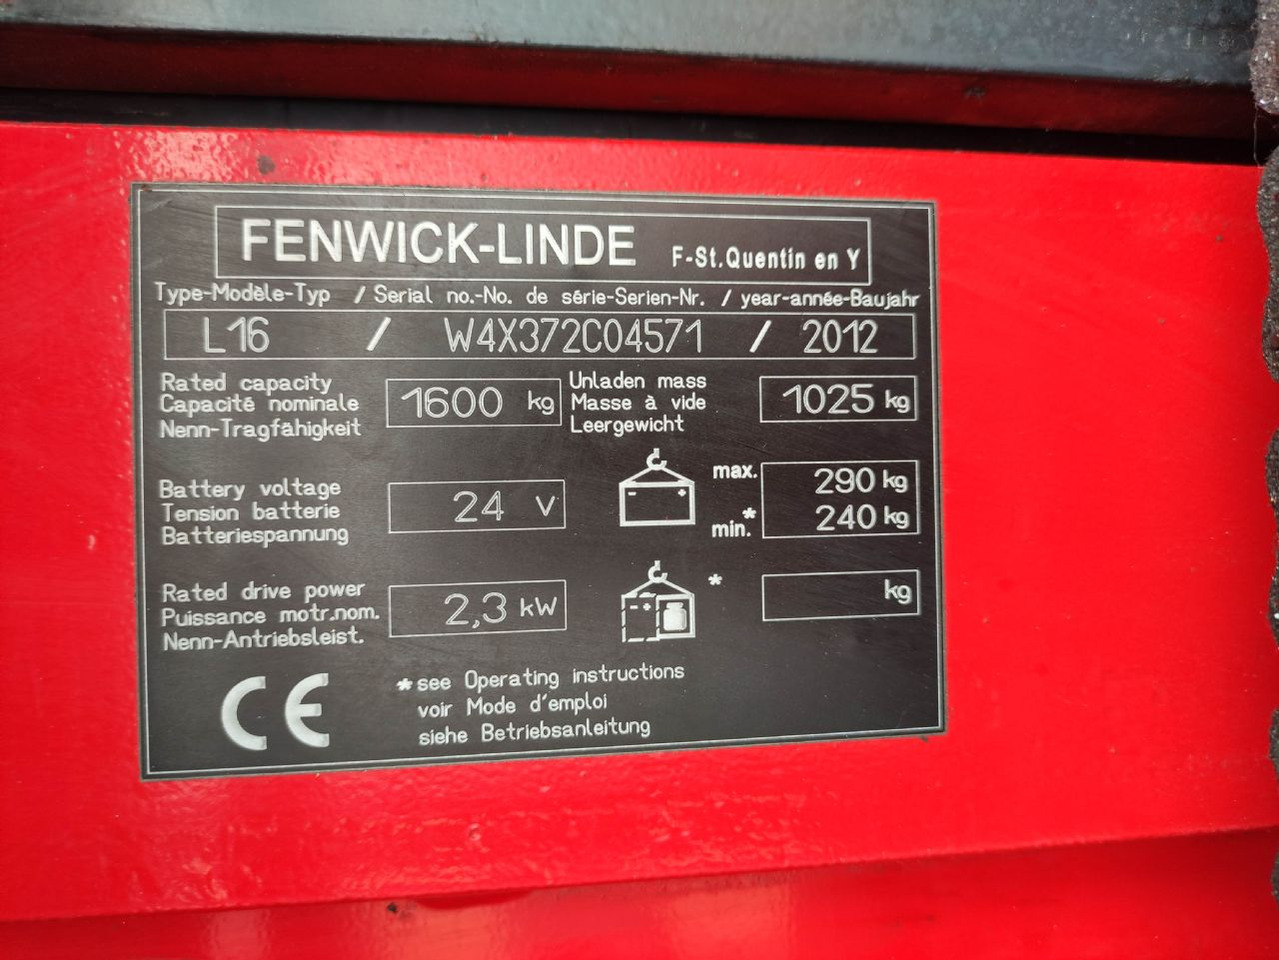 FENWICK-LINDE F-St.Quentin en Y
Type-Modèle-Typ / Serial no.-No. de série-Serien-Nr. / year-année-Baujahr
L16 / W4X372C04571 / 2012
Rated capacity
Capacité nominale
Nenn-Tragfähigkeit
1600 kg
Unladen mass
Masse à vide
Leergewicht
1025 kg
Battery voltage
Tension batterie
Batteriespannung
24 V
- +
max. 290 kg
min.* 240 kg
Rated drive power
Puissance motr.nom.
Nenn-Antriebsleist.
2,3 kW
- +
* kg
CE
*see Operating instructions
voir Mode d'emploi
siehe Betriebsanleitung